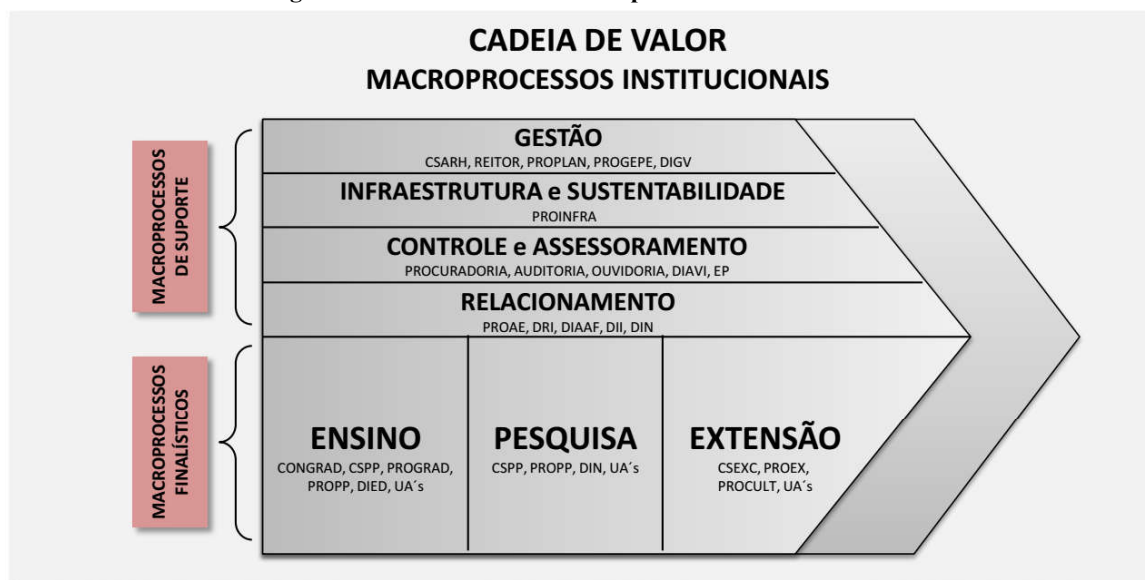 CADEIA DE VALOR
MACROPROCESSOS INSTITUCIONAIS
MACROPROCESSOS
DE SUPORTE
GESTÃO
CSARH, REITOR, PROPLAN, PROGEPE, DIGV
INFRAESTRUTURA e SUSTENTABILIDADE
PROINFRA
CONTROLE e ASSESSORAMENTO
PROCURADORIA, AUDITORIA, OUVIDORIA, DIAVI, EP
RELACIONAMENTO
PROAE, DRI, DIAAF, DII, DIN
MACROPROCESSOS
FINALÍSTICOS
ENSINO
CONGRAD, CSPP, PROGRAD,
PROPP, DIED, UA´s
PESQUISA
CSPP, PROPP, DIN, UA´s
EXTENSÃO
CSEXC, PROEX,
PROCULT, UA´s